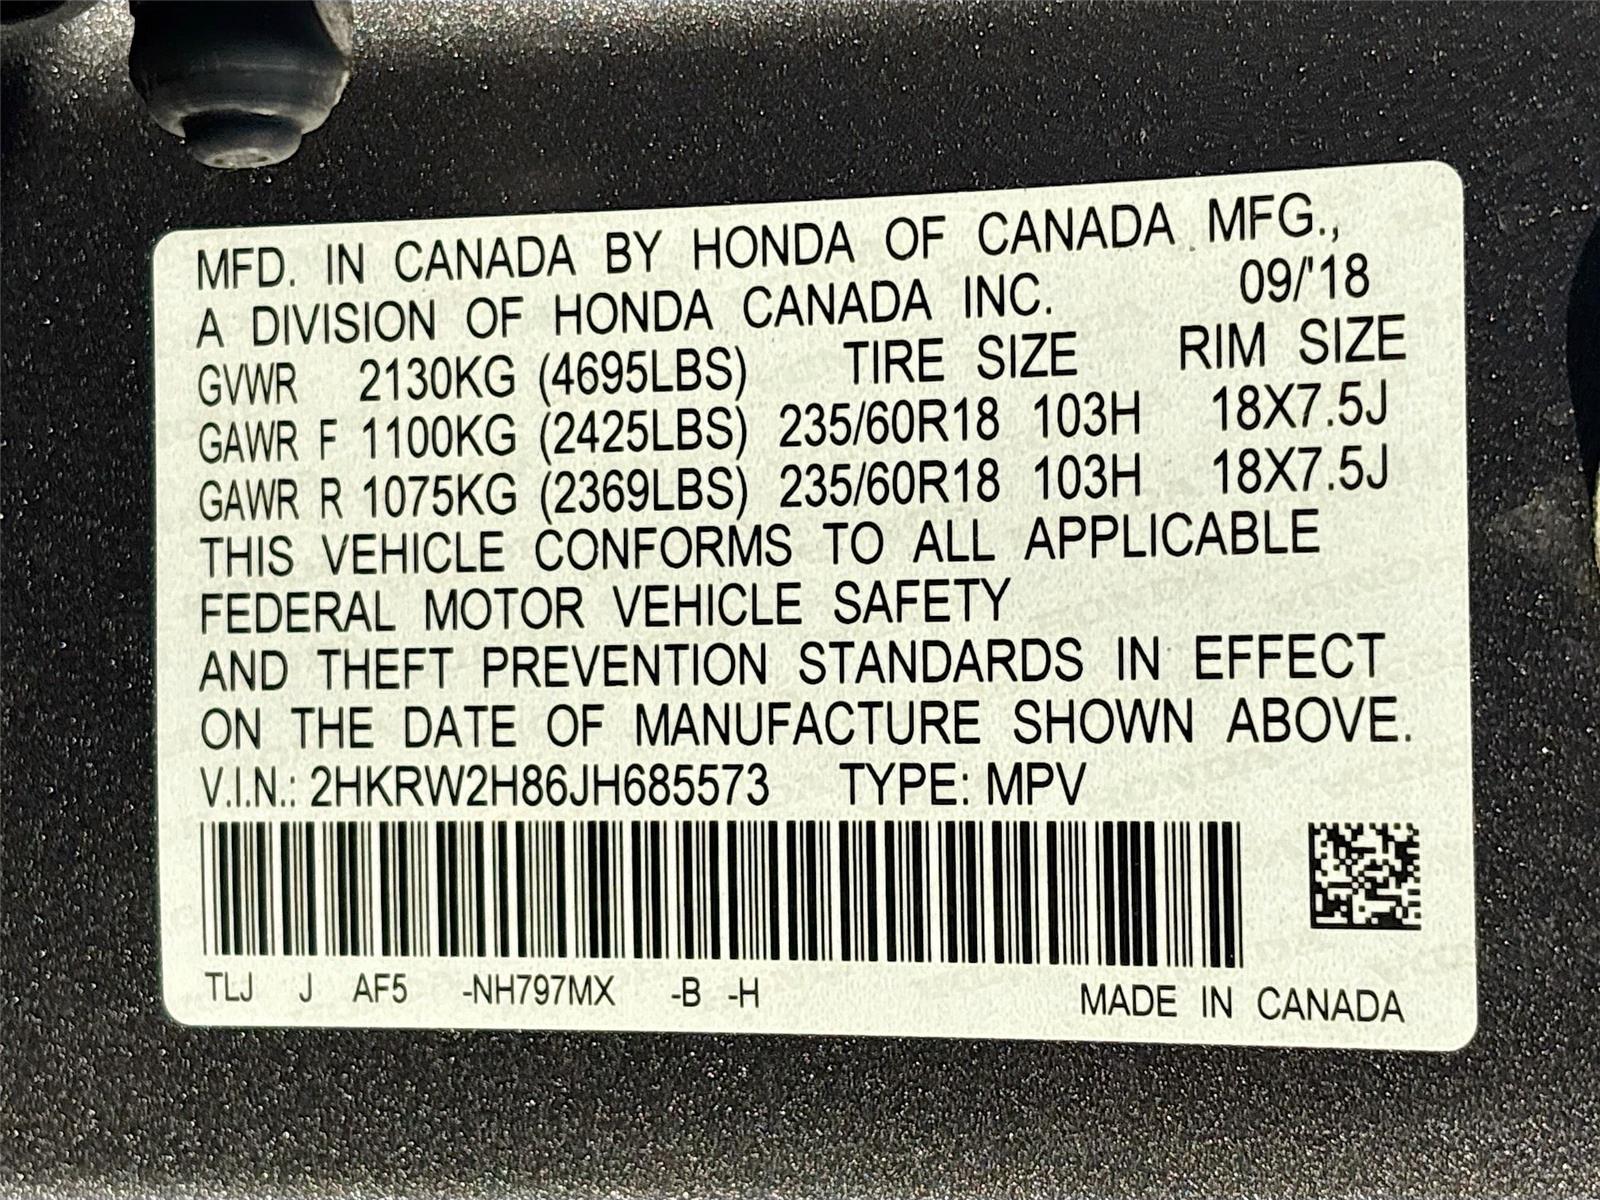 MFD. IN CANADA BY HONDA OF CANADA MFG.,
A DIVISION OF HONDA CANADA INC. 09/'18
GVWR 2130KG (4695LBS) TIRE SIZE RIM SIZE
GAWR F 1100KG (2425LBS) 235/60R18 103H 18X7.5J
GAWR R 1075KG (2369LBS) 235/60R18 103H 18X7.5J
THIS VEHICLE CONFORMS TO ALL APPLICABLE
FEDERAL MOTOR VEHICLE SAFETY
AND THEFT PREVENTION STANDARDS IN EFFECT
ON THE DATE OF MANUFACTURE SHOWN ABOVE.
V.I.N.: 2HKRW2H86JH685573 TYPE: MPV
TLJ J AF5 -NH797MX -B -H MADE IN CANADA